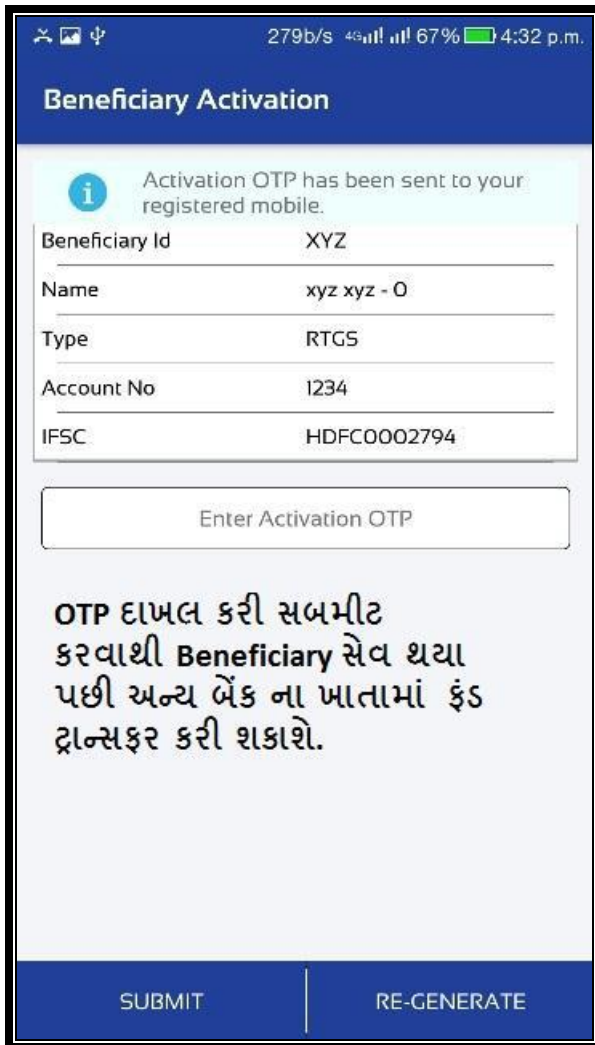 279b/s 4G 67% 4:32 p.m.
Beneficiary Activation
i
Activation OTP has been sent to your
registered mobile.
Beneficiary Id XYZ
Name xyz xyz - 0
Type RTGS
Account No 1234
IFSC HDFC0002794
Enter Activation OTP
OTP દાખલ કરી સબમીટ
કરવાથી Beneficiary સેવ થયા
પછી અન્ય બેંક ના ખાતામાં ફંડ
ટ્રાન્સફર કરી શકાશે.
SUBMIT RE-GENERATE